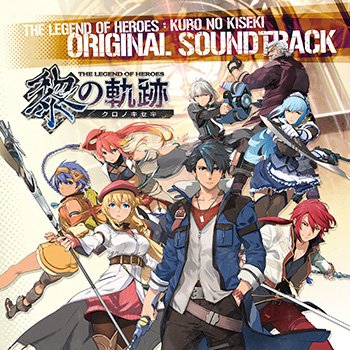 THE LEGEND OF HEROES : KURO NO KISEKI
ORIGINAL SOUNDTRACK
THE LEGEND OF HEROES
黎の軌跡
クロノキセキ